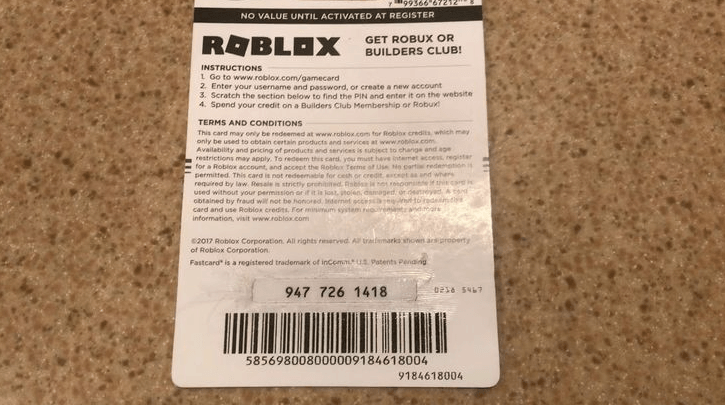 NO VALUE UNTIL ACTIVATED AT REGISTER
ROBLOX
GET ROBUX OR
BUILDERS CLUB!
INSTRUCTIONS
1. Go to www.roblox.com/gamecard
2. Enter your username and password, or create a new account
3. Scratch the section below to find the PIN and enter it on the website
4. Spend your credit on a Builders Club Membership or Robux!
TERMS AND CONDITIONS
This card may only be redeemed at www.roblox.com for Roblox credits, which may
only be used to obtain certain products and services at www.roblox.com.
Availability and pricing of products and services is subject to change and age
restrictions may apply. To redeem this card, you must have internet access, register
for a Roblox account, and accept the Roblox Terms of Use. No partial redemption is
permitted. This card is not redeemable for cash or credit, except as and where
required by law. Resale is strictly prohibited. Roblox is not responsible if this card is
used without your permission or if it is lost, stolen, damaged, or destroyed. A card
obtained by fraud will not be honored. Internet access is required to redeem this
card and use Roblox credits. For minimum system requirements and more
information, visit www.roblox.com
©2017 Roblox Corporation. All rights reserved. All trademarks shown are property
of Roblox Corporation.
Fastcard® is a registered trademark of InComm.® U.S. Patents Pending.
947 726 1418
5467
585698008000009184618004
9184618004